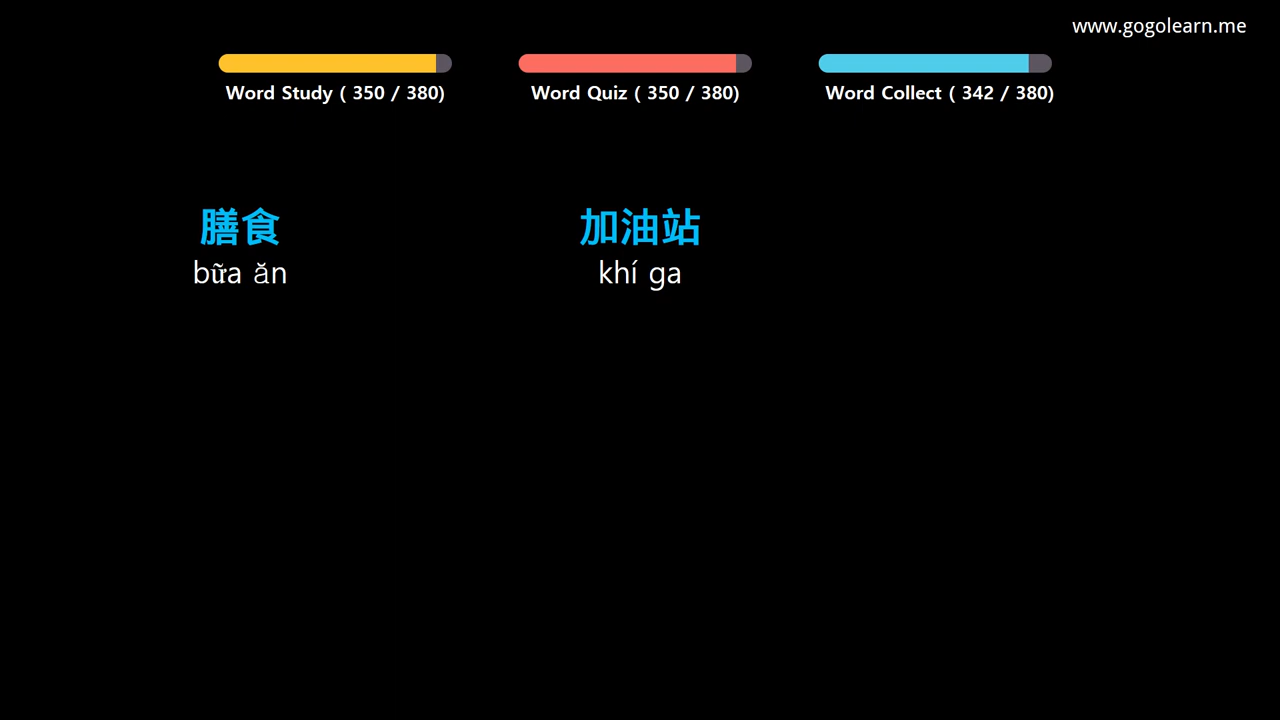 www.gogolearn.me
Word Study ( 350 / 380)
Word Quiz ( 350 / 380)
Word Collect ( 342 / 380)
膳食
bữa ăn
加油站
khí ga